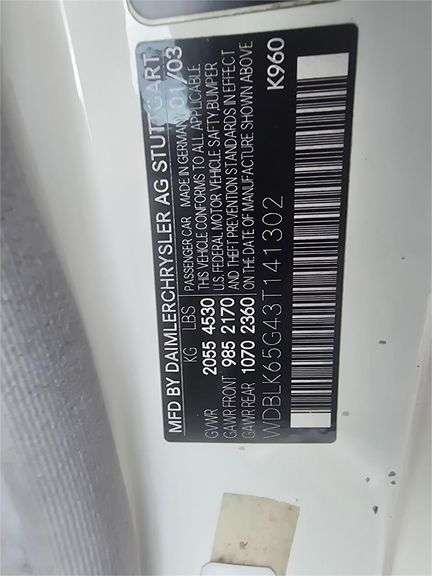 MFD BY DAIMLERCHRYSLER AG STUTTGART
01/03
KG LBS
GVWR 2055 4530
GAWR FRONT 985 2170
GAWR REAR 1070 2360
PASSENGER CAR MADE IN GERMANY
THIS VEHICLE CONFORMS TO ALL APPLICABLE
U.S. FEDERAL MOTOR VEHICLE SAFTY, BUMPER
AND THEFT PREVENTION STANDARDS IN EFFECT
ON THE DATE OF MANUFACTURE SHOWN ABOVE
WDBLK65G43T141302
K960